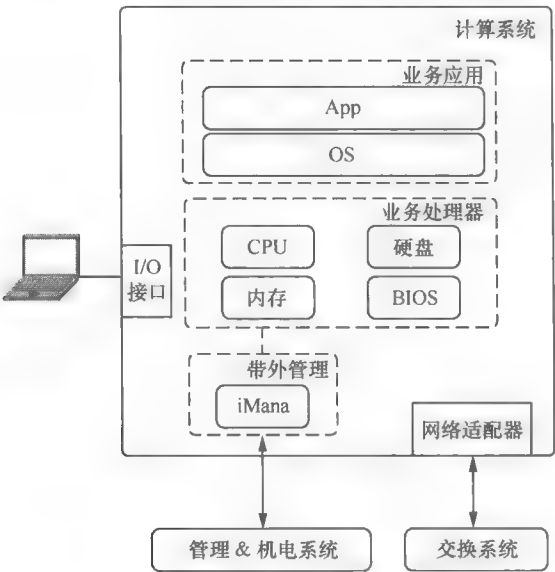 计算系统
业务应用
App
OS
业务处理器
CPU
硬盘
I/O
接口
内存
BIOS
带外管理
iMana
网络适配器
管理 & 机电系统
交换系统